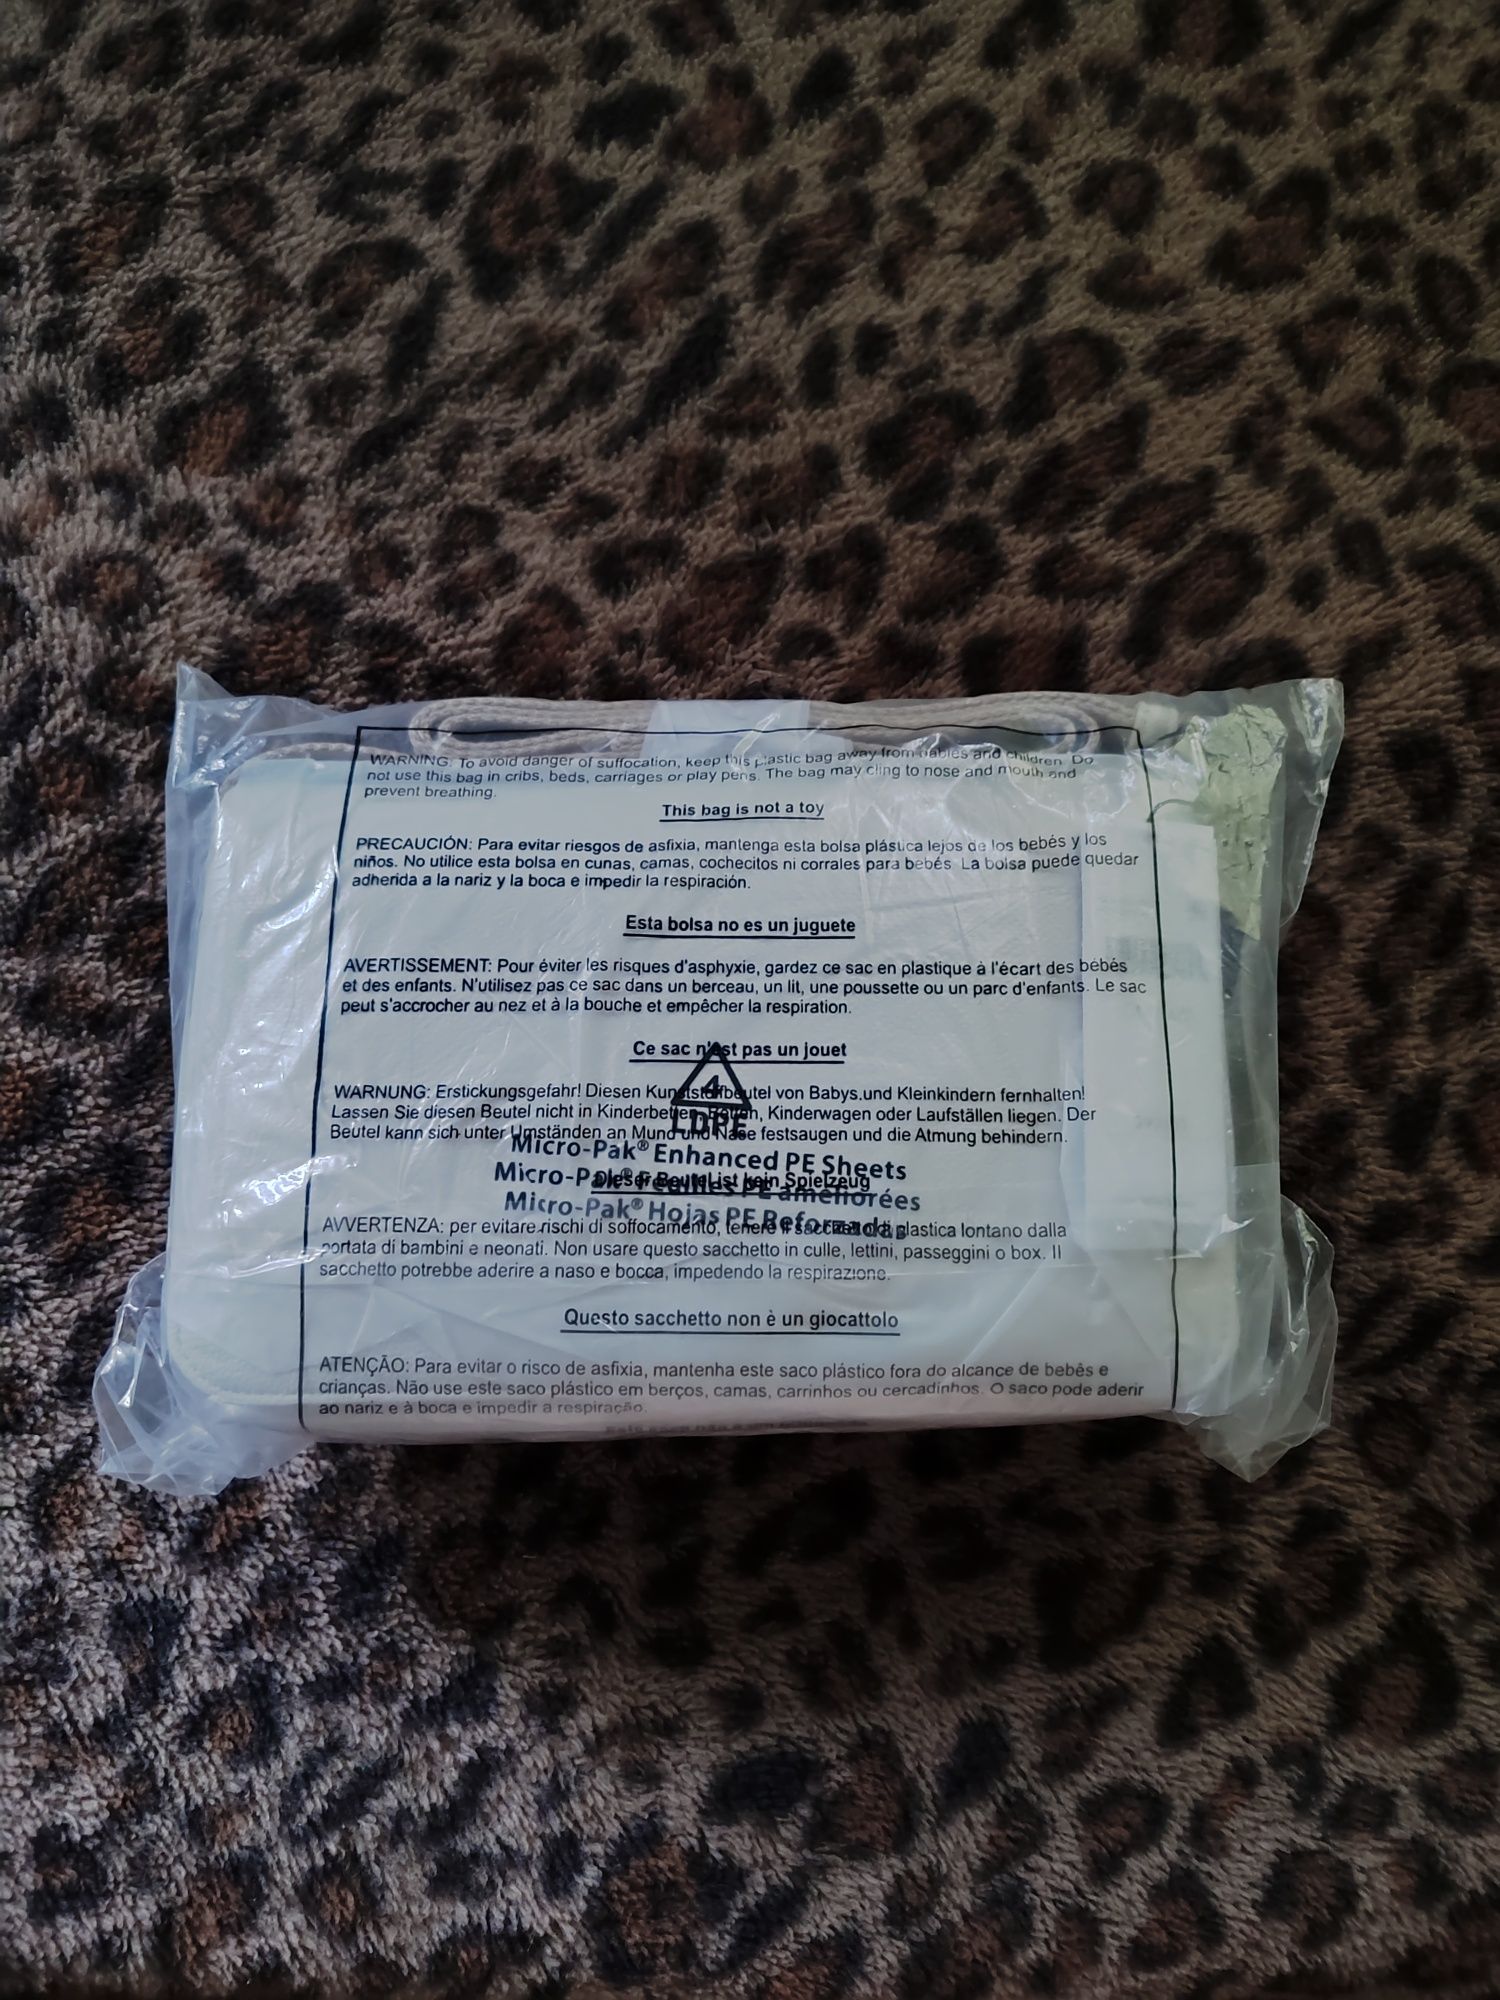 WARNING: To avoid danger of suffocation, keep this plastic bag away from babies and children. Do
not use this bag in cribs, beds, carriages or play pens. The bag may cling to nose and mouth and
prevent breathing.
This bag is not a toy
PRECAUCIÓN: Para evitar riesgos de asfixia, mantenga esta bolsa plástica lejos de los bebés y los
niños. No utilice esta bolsa en cunas, camas, cochecitos ni corrales para bebés. La bolsa puede quedar
adherida a la nariz y la boca e impedir la respiración.
Esta bolsa no es un juguete
AVERTISSEMENT: Pour éviter les risques d'asphyxie, gardez ce sac en plastique à l'écart des bébés
et des enfants. N'utilisez pas ce sac dans un berceau, un lit, une poussette ou un parc d'enfants. Le sac
peut s'accrocher au nez et à la bouche et empêcher la respiration.
Ce sac n'est pas un jouet
4
LDPE
WARNUNG: Erstickungsgefahr! Diesen Kunststoffbeutel von Babys.und Kleinkindern fernhalten!
Lassen Sie diesen Beutel nicht in Kinderbetten, Betten, Kinderwagen oder Laufställen liegen. Der
Beutel kann sich unter Umständen an Mund und Nase festsaugen und die Atmung behindern.
Micro-Pak® Enhanced PE Sheets
Micro-Pak® Feuilles PE améliorées
Micro-Pak® Hojas PE Reforzadas
Dieser Beutel ist kein Spielzeug
AVVERTENZA: per evitare rischi di soffocamento, tenere il sacchetto di plastica lontano dalla
portata di bambini e neonati. Non usare questo sacchetto in culle, lettini, passeggini o box. Il
sacchetto potrebbe aderire a naso e bocca, impedendo la respirazione.
Questo sacchetto non è un giocattolo
ATENÇÃO: Para evitar o risco de asfixia, mantenha este saco plástico fora do alcance de bebês e
crianças. Não use este saco plástico em berços, camas, carrinhos ou cercadinhos. O saco pode aderir
ao nariz e à boca e impedir a respiração.